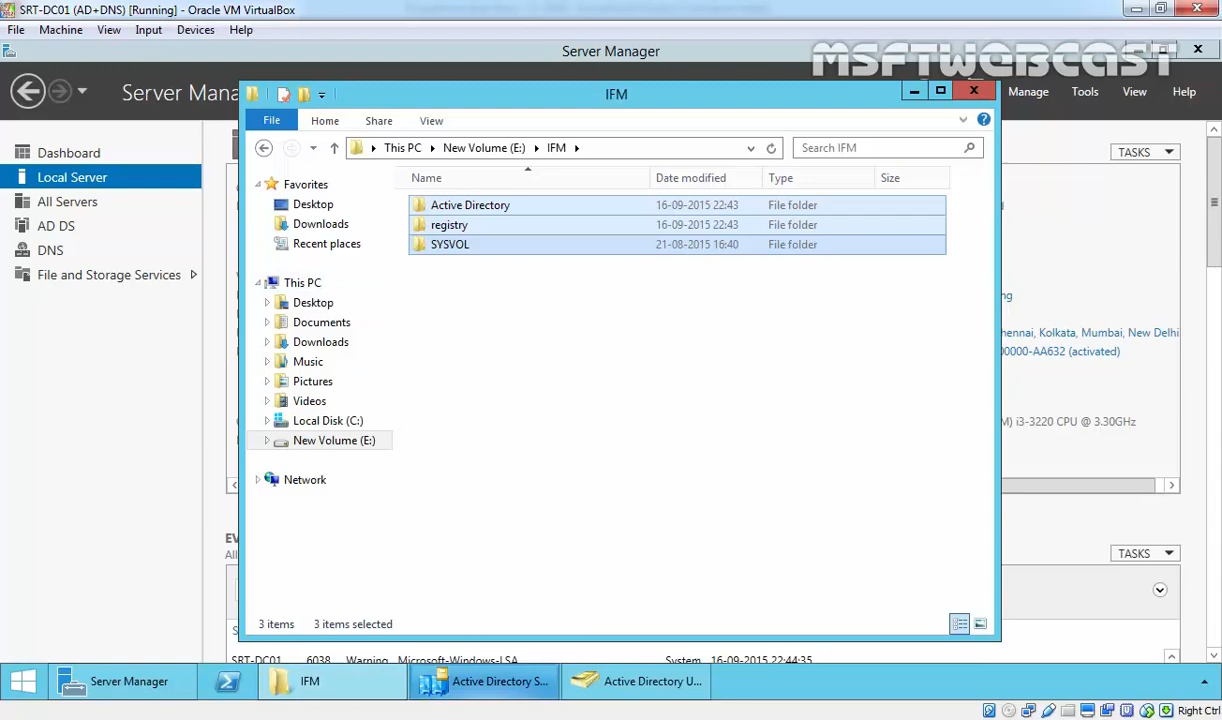 SRT-DC01 (AD+DNS) [Running] - Oracle VM VirtualBox
File Machine View Input Devices Help
Server Manager
MSFTWEBCAST
Server Mana
Manage Tools View Help
IFM
File Home Share View
This PC New Volume (E:) IFM
Search IFM
Dashboard
Local Server
All Servers
AD DS
DNS
File and Storage Services
TASKS
Name Date modified Type Size
Active Directory 16-09-2015 22:43 File folder
registry 16-09-2015 22:43 File folder
SYSVOL 21-08-2015 16:40 File folder
Favorites
Desktop
Downloads
Recent places
This PC
Desktop
Documents
Downloads
Music
Pictures
Videos
Local Disk (C:)
New Volume (E:)
Network
ng
hennai, Kolkata, Mumbai, New Delhi
00000-AA632 (activated)
M) i3-3220 CPU @ 3.30GHz
3 items 3 items selected
EV
All
TASKS
S
SRT-DC01 6038 Warning Microsoft-Windows-LSA System 16-09-2015 22:44:35
Server Manager
IFM
Active Directory S...
Active Directory U...
Right Ctrl